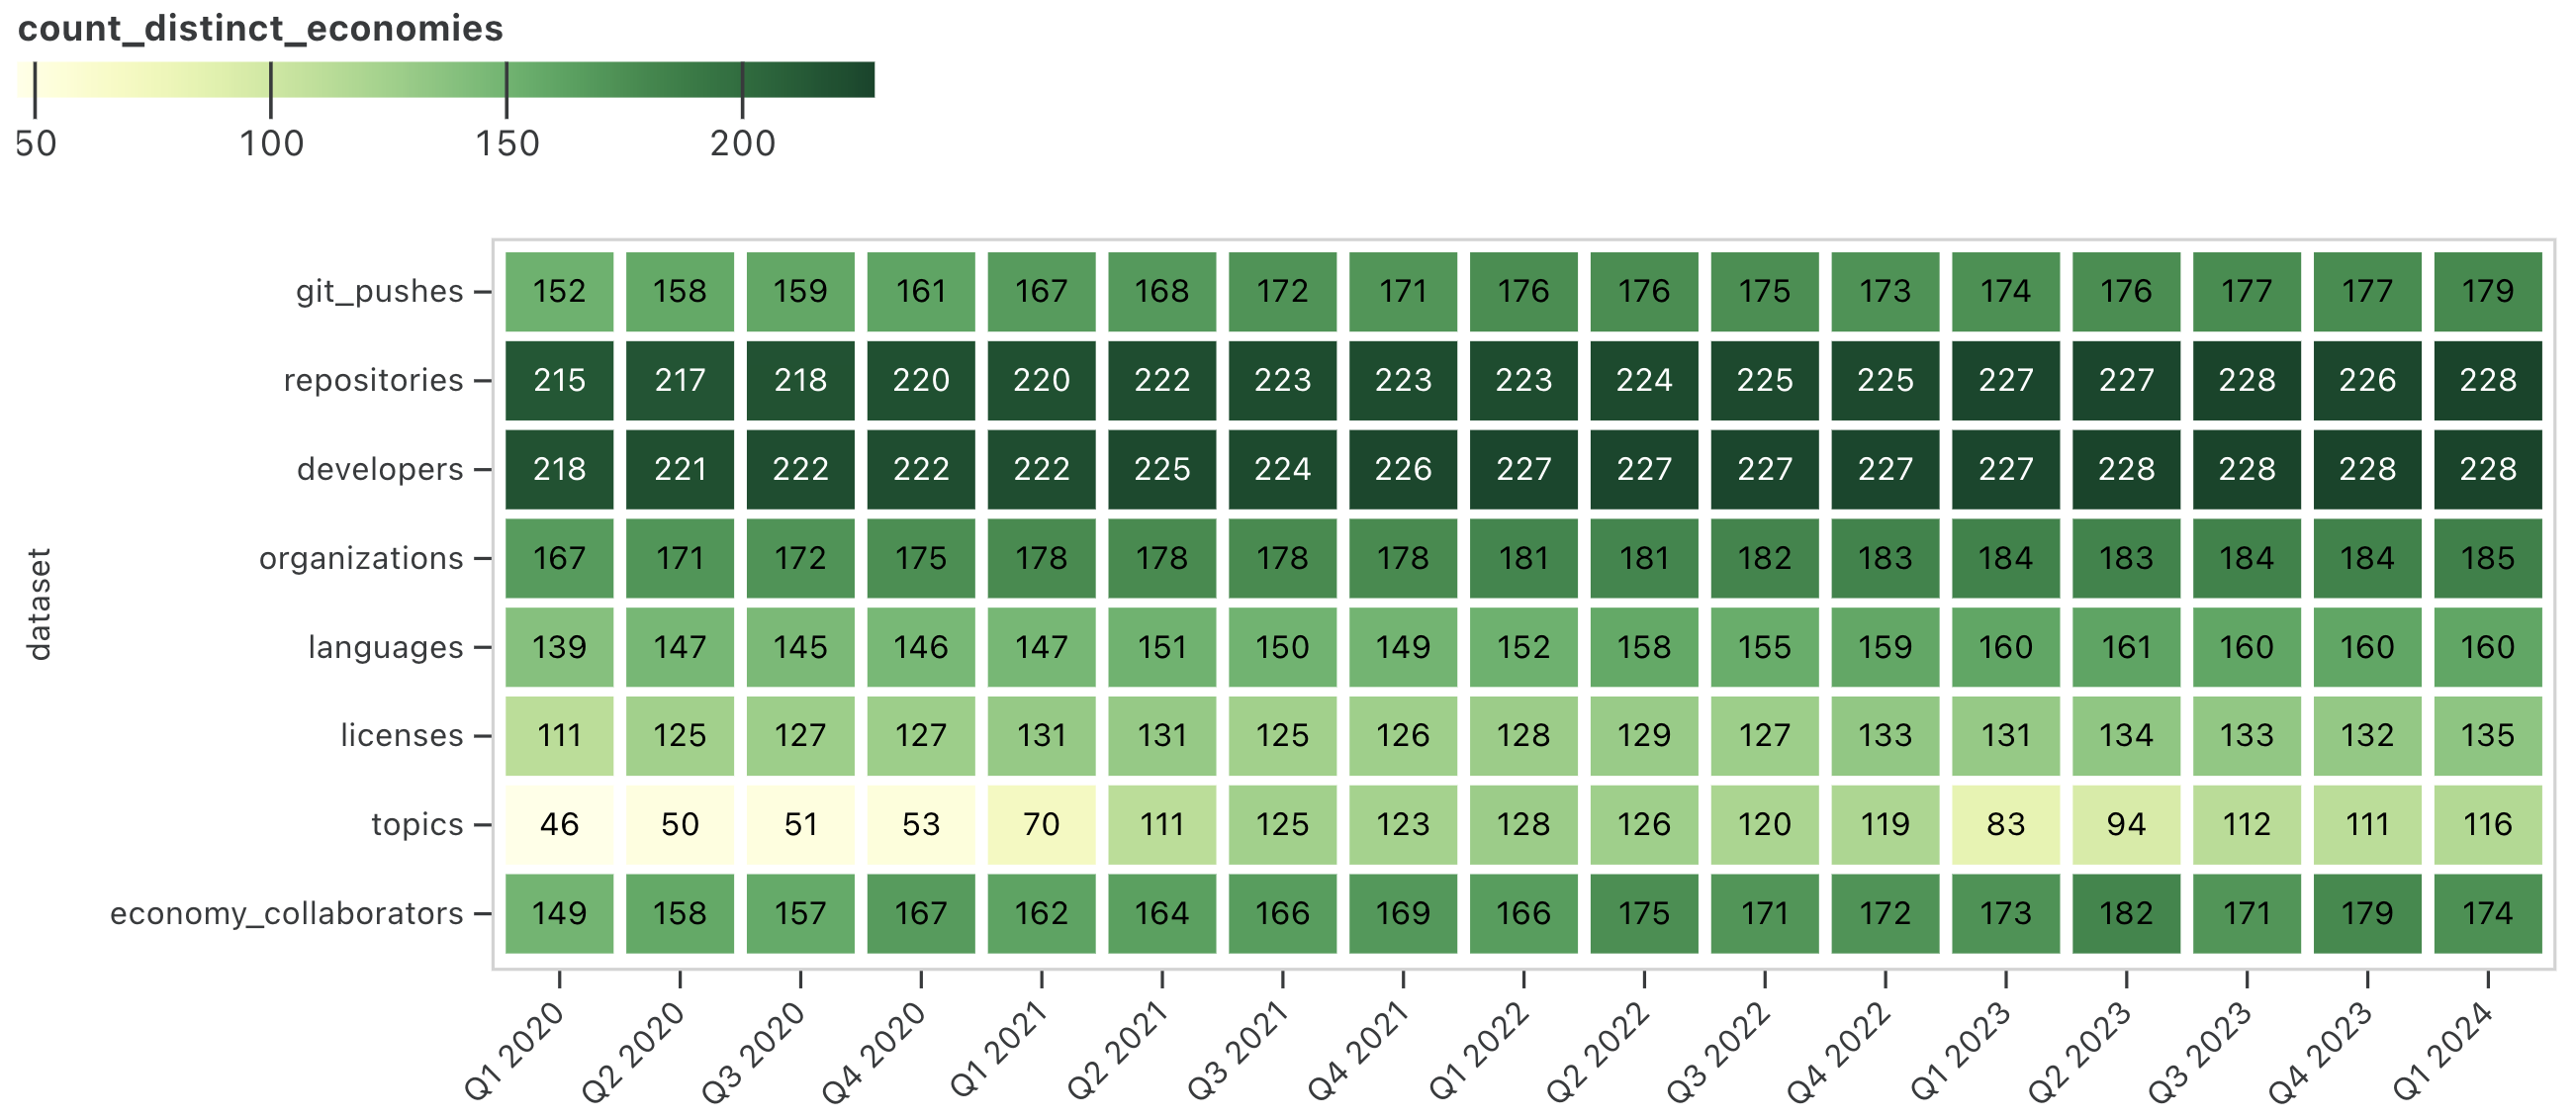 count_distinct_economies
50 100 150 200
dataset
git_pushes 152 158 159 161 167 168 172 171 176 176 175 173 174 176 177 177 179
repositories 215 217 218 220 220 222 223 223 223 224 225 225 227 227 228 226 228
developers 218 221 222 222 222 225 224 226 227 227 227 227 227 228 228 228 228
organizations 167 171 172 175 178 178 178 178 181 181 182 183 184 183 184 184 185
languages 139 147 145 146 147 151 150 149 152 158 155 159 160 161 160 160 160
licenses 111 125 127 127 131 131 125 126 128 129 127 133 131 134 133 132 135
topics 46 50 51 53 70 111 125 123 128 126 120 119 83 94 112 111 116
economy_collaborators 149 158 157 167 162 164 166 169 166 175 171 172 173 182 171 179 174
Q1 2020 Q2 2020 Q3 2020 Q4 2020 Q1 2021 Q2 2021 Q3 2021 Q4 2021 Q1 2022 Q2 2022 Q3 2022 Q4 2022 Q1 2023 Q2 2023 Q3 2023 Q4 2023 Q1 2024